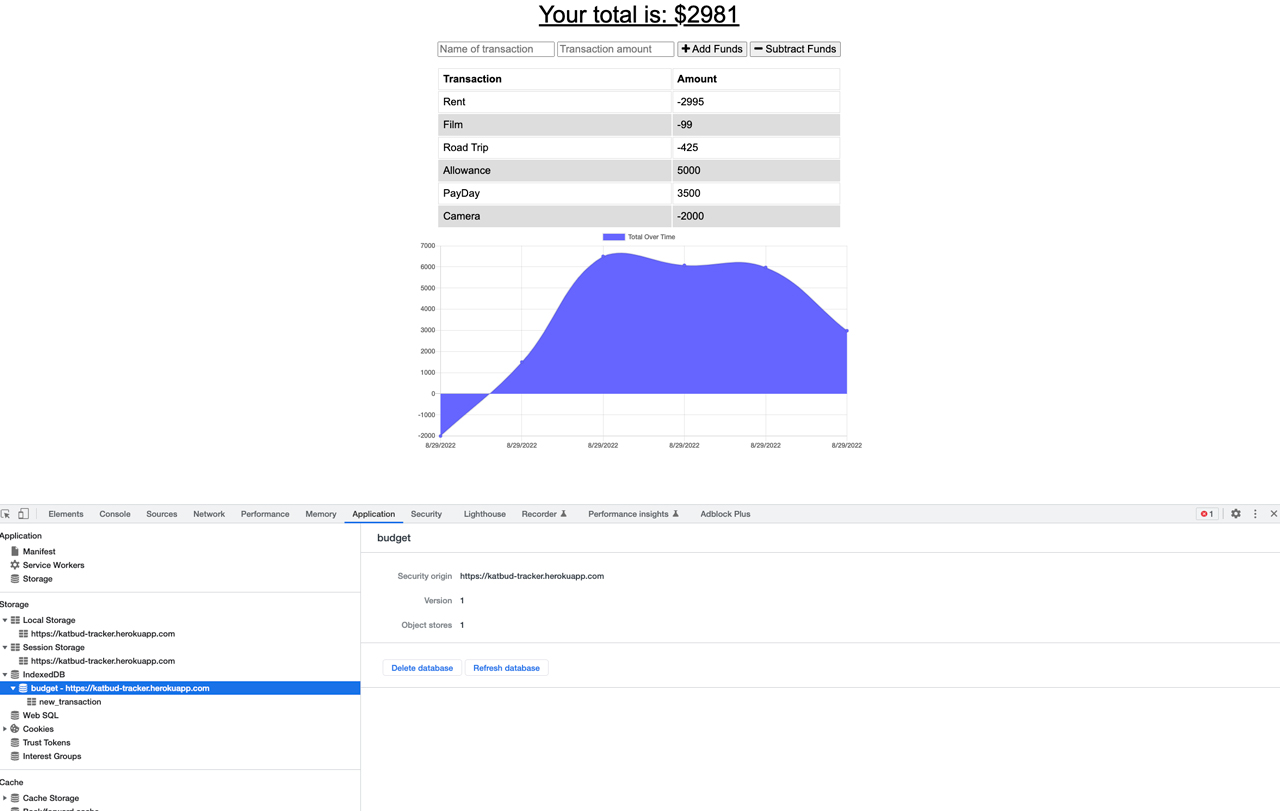 Your total is: $2981
Name of transaction Transaction amount Add Funds Subtract Funds
Transaction Amount
Rent -2995
Film -99
Road Trip -425
Allowance 5000
PayDay 3500
Camera -2000
Total Over Time
7000
6000
5000
4000
3000
2000
1000
0
-1000
-2000
8/29/2022 8/29/2022 8/29/2022 8/29/2022 8/29/2022 8/29/2022
Elements Console Sources Network Performance Memory Application Security Lighthouse Recorder Performance insights Adblock Plus 1
Application
Manifest
Service Workers
Storage
Storage
Local Storage
https://katbud-tracker.herokuapp.com
Session Storage
https://katbud-tracker.herokuapp.com
IndexedDB
budget - https://katbud-tracker.herokuapp.com
new_transaction
Web SQL
Cookies
Trust Tokens
Interest Groups
Cache
Cache Storage
Back/forward cache
budget
Security origin https://katbud-tracker.herokuapp.com
Version 1
Object stores 1
Delete database Refresh database